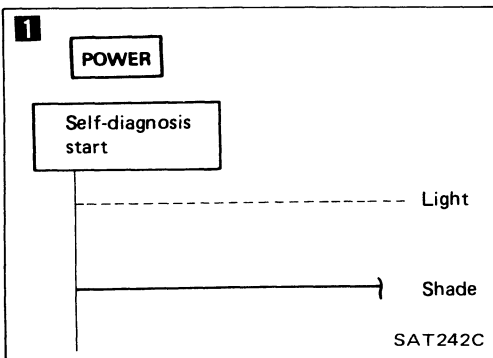 1
POWER
Self-diagnosis
start
Light
Shade
SAT242C